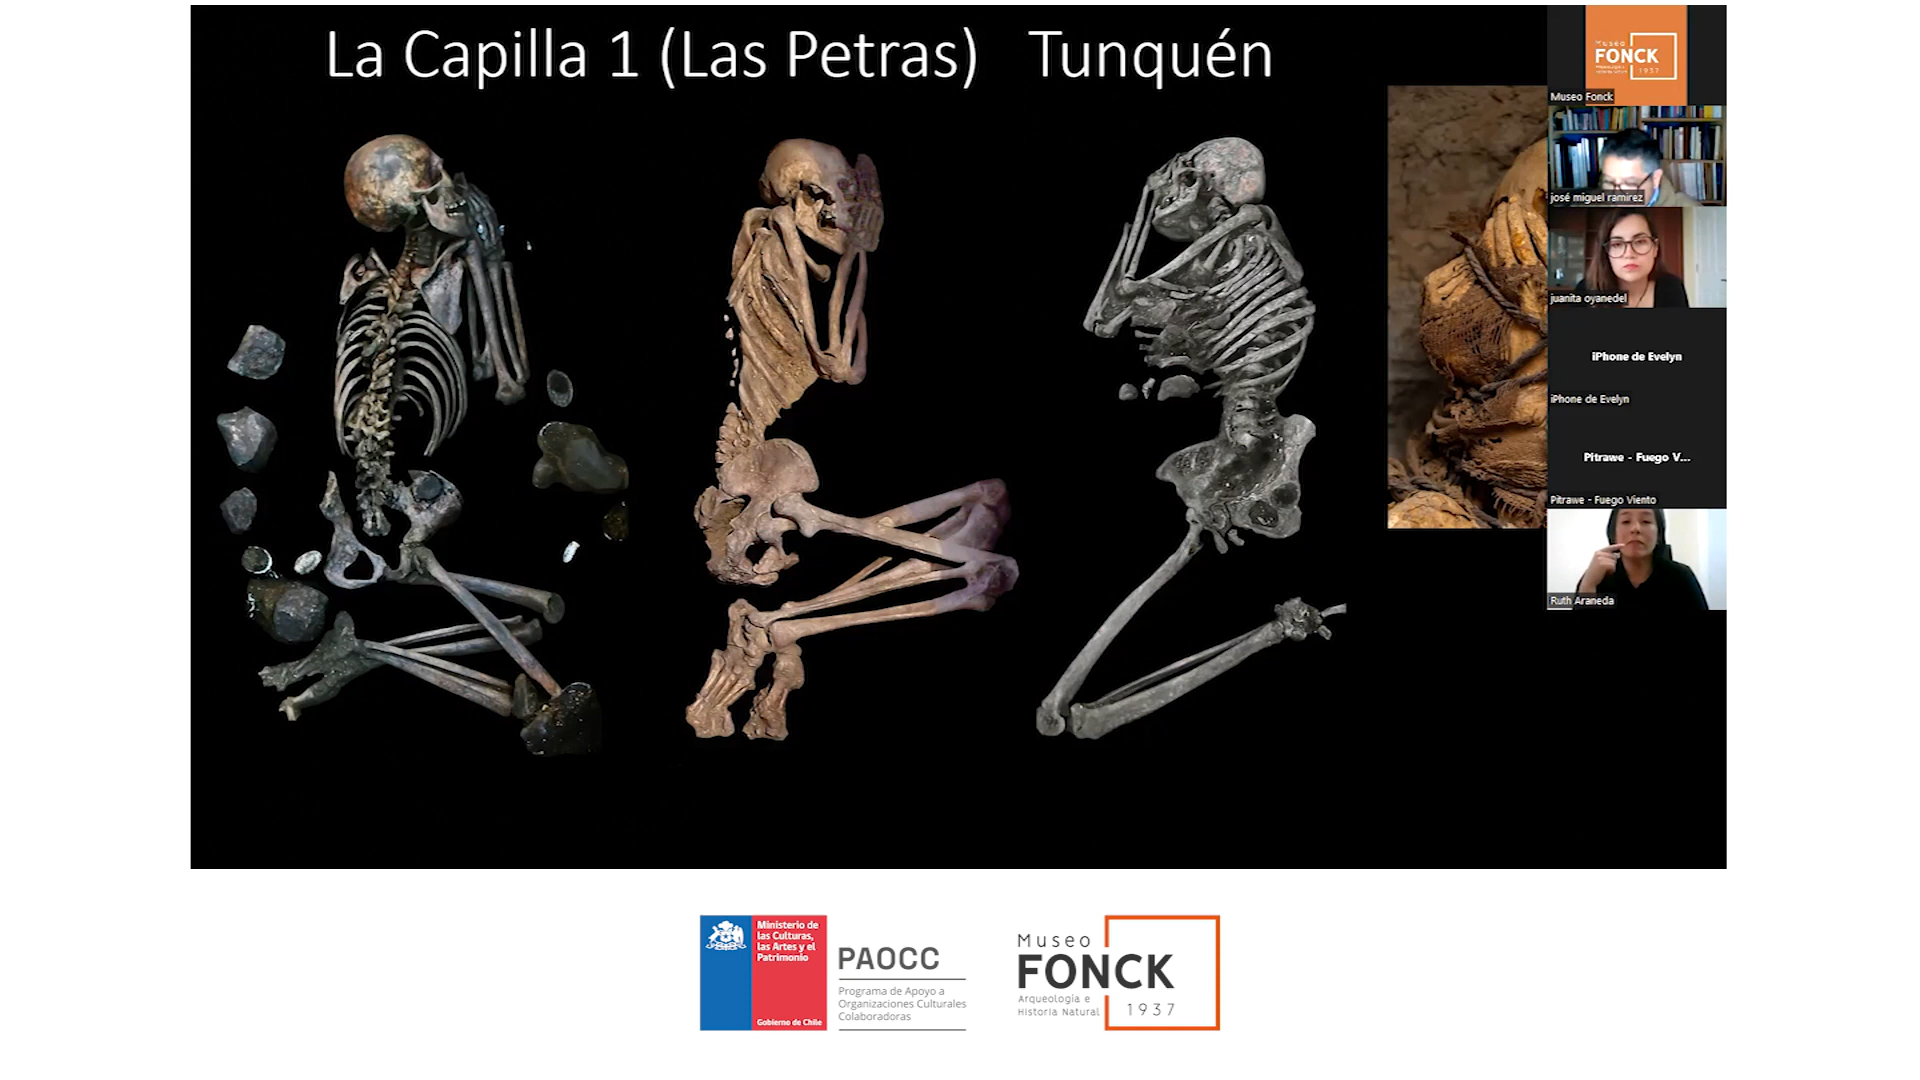 La Capilla 1 (Las Petras) Tunquén
Museo
FONCK
1937
Museo Fonck
josé miguel ramirez
juanita oyanedel
iPhone de Evelyn
iPhone de Evelyn
Pitrawe - Fuego V...
Pitrawe - Fuego Viento
Ruth Araneda
Ministerio de
las Culturas,
las Artes y el
Patrimonio
Gobierno de Chile
PAOCC
Programa de Apoyo a
Organizaciones Culturales
Colaboradoras
Museo
FONCK
Arqueología e
Historia Natural
1937